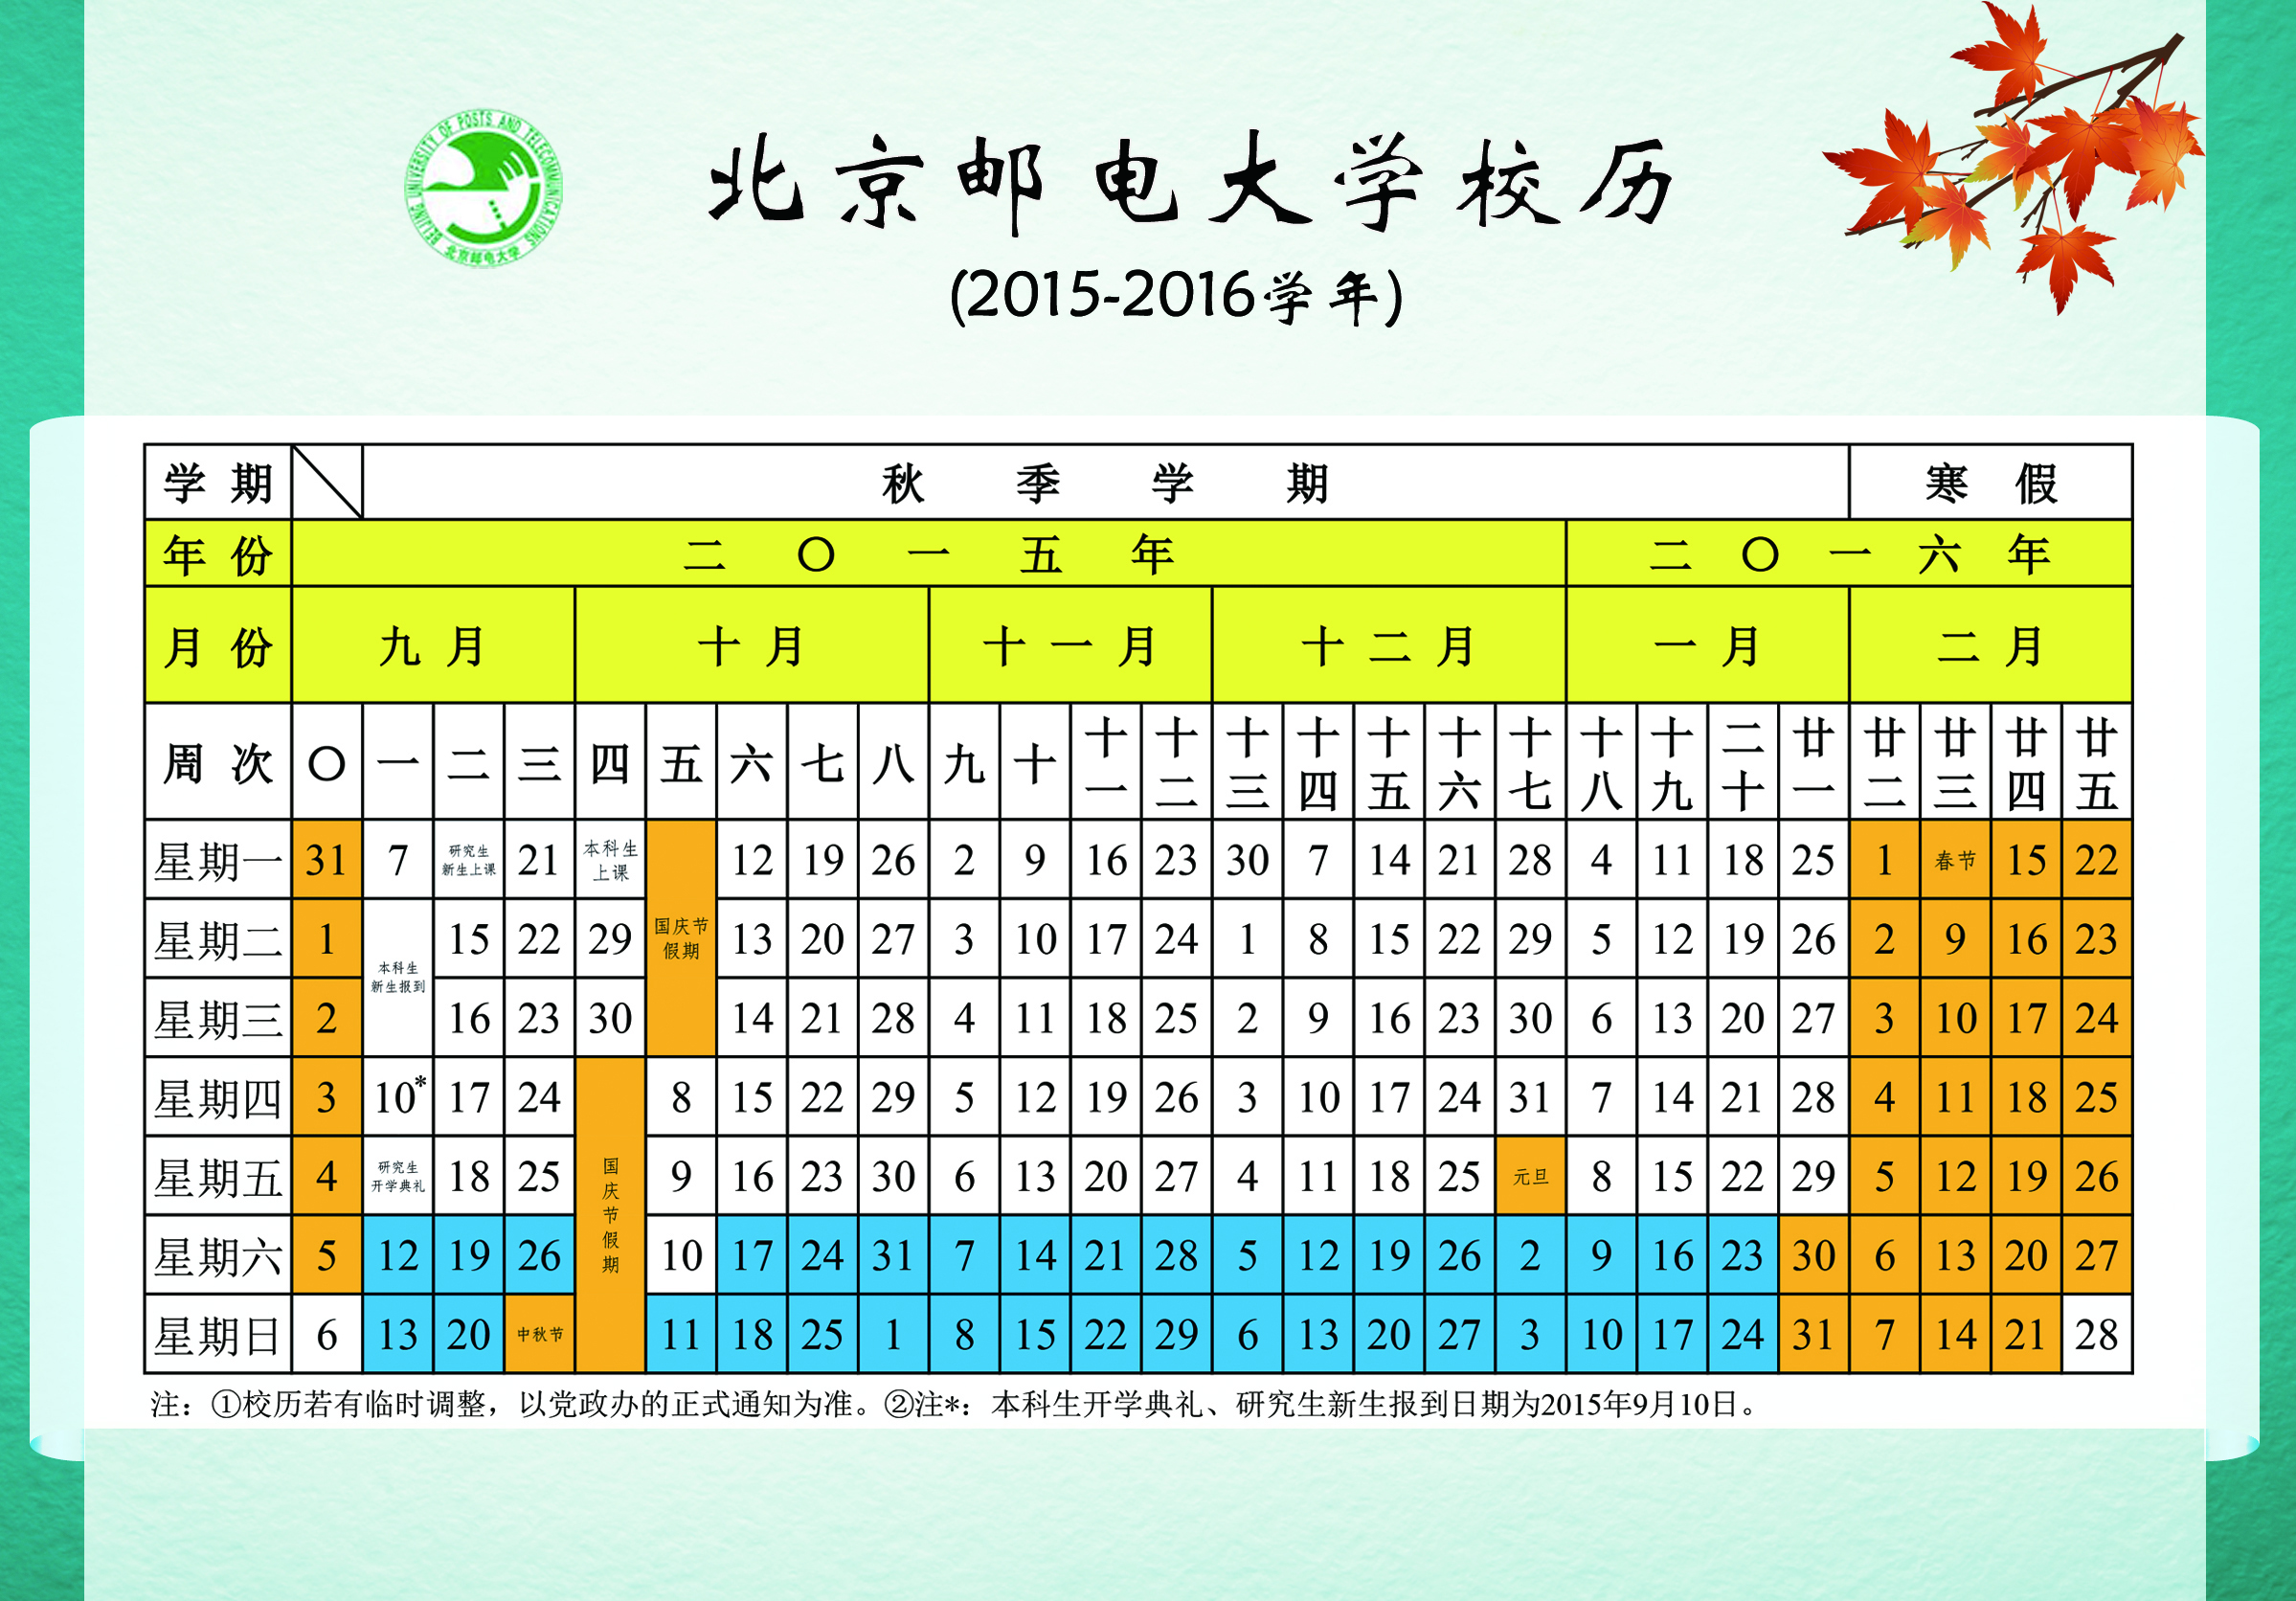 BEIJING UNIVERSITY OF POSTS AND TELECOMMUNICATIONS
北京邮电大学
北京邮电大学校历
(2015-2016学年)
学期 秋季学期 寒假
年份 二〇一五年 二〇一六年
月份 九月 十月 十一月 十二月 一月 二月
周次 〇 一 二 三 四 五 六 七 八 九 十 十一 十二 十三 十四 十五 十六 十七 十八 十九 二十 廿一 廿二 廿三 廿四 廿五
星期一 31 7 研究生新生上课 21 本科生上课 国庆节假期 12 19 26 2 9 16 23 30 7 14 21 28 4 11 18 25 1 春节 15 22
星期二 1 本科生新生报到 15 22 29 13 20 27 3 10 17 24 1 8 15 22 29 5 12 19 26 2 9 16 23
星期三 2 16 23 30 14 21 28 4 11 18 25 2 9 16 23 30 6 13 20 27 3 10 17 24
星期四 3 10* 17 24 国庆节假期 8 15 22 29 5 12 19 26 3 10 17 24 31 7 14 21 28 4 11 18 25
星期五 4 研究生开学典礼 18 25 9 16 23 30 6 13 20 27 4 11 18 25 元旦 8 15 22 29 5 12 19 26
星期六 5 12 19 26 10 17 24 31 7 14 21 28 5 12 19 26 2 9 16 23 30 6 13 20 27
星期日 6 13 20 中秋节 11 18 25 1 8 15 22 29 6 13 20 27 3 10 17 24 31 7 14 21 28
注：①校历若有临时调整，以党政办的正式通知为准。②注*：本科生开学典礼、研究生新生报到日期为2015年9月10日。